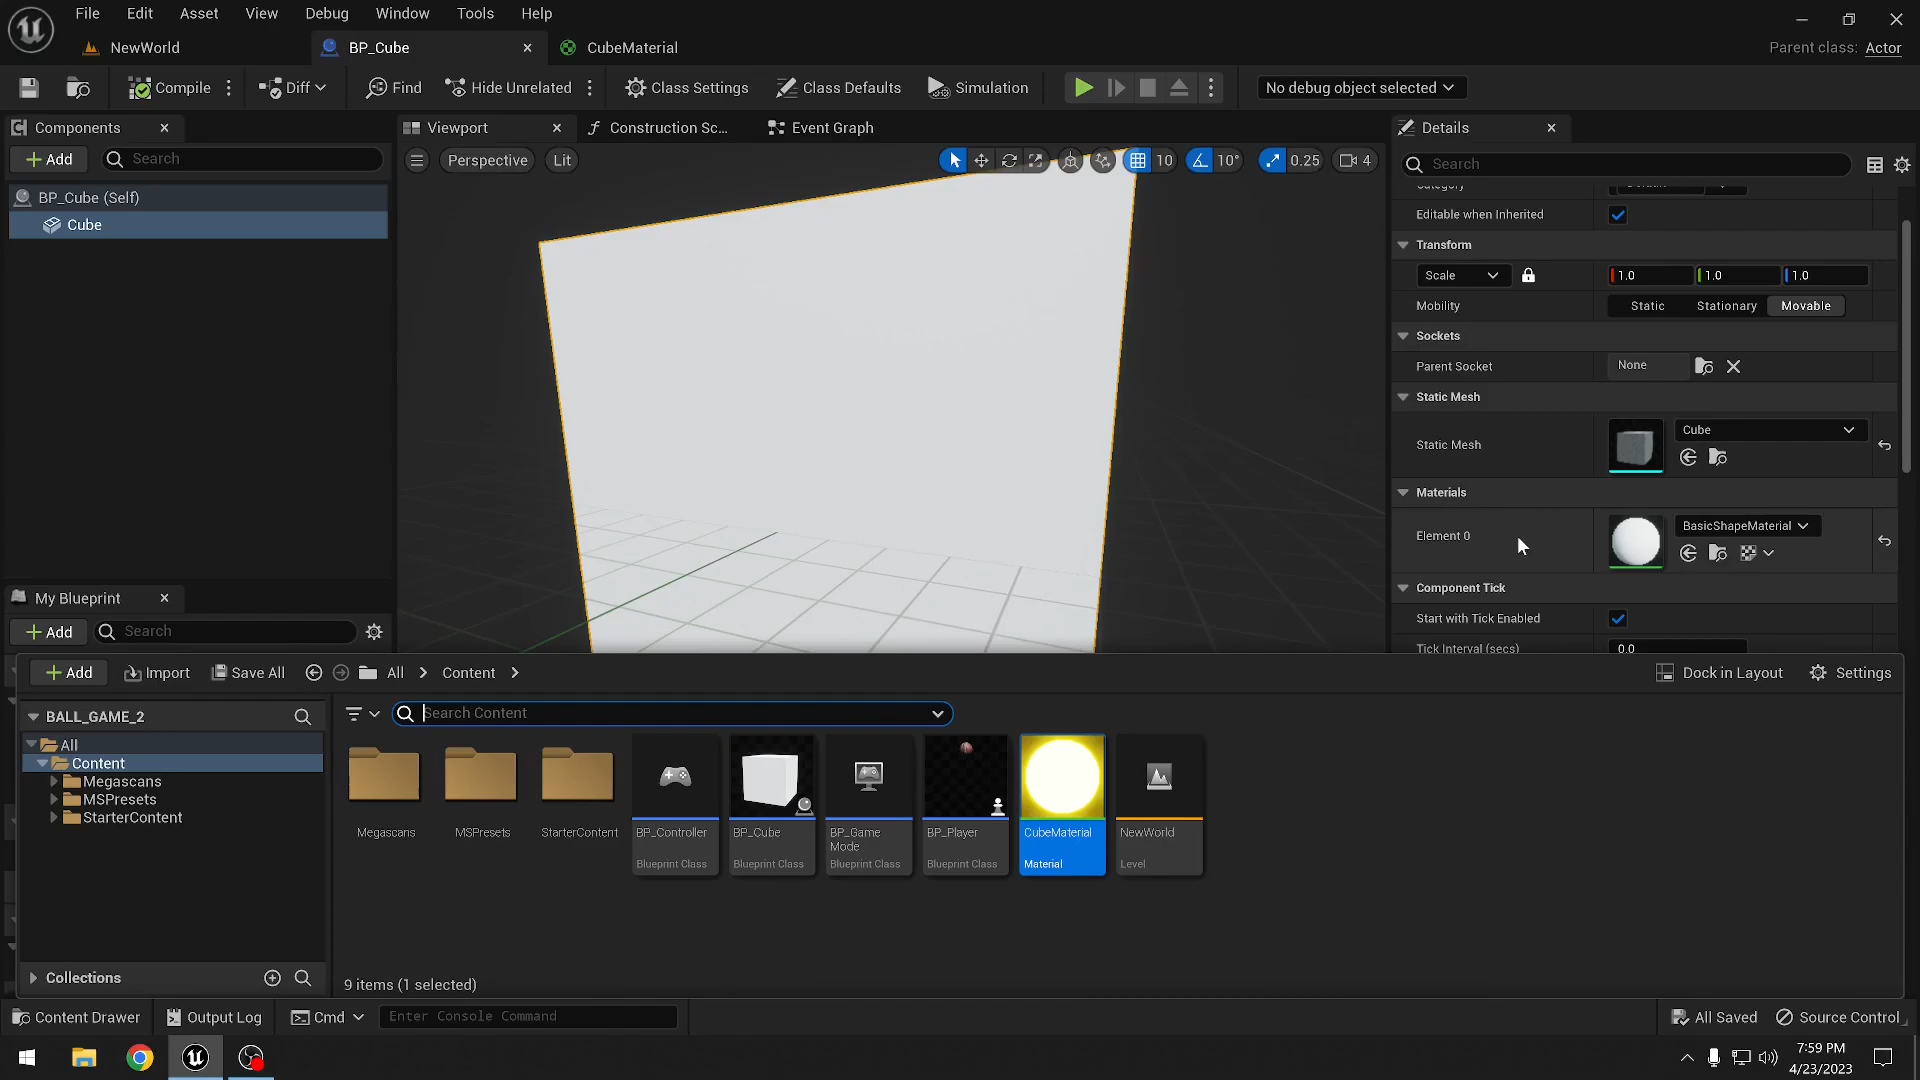 File Edit Asset View Debug Window Tools Help
NewWorld BP_Cube CubeMaterial Parent class: Actor
Compile Diff Find Hide Unrelated Class Settings Class Defaults Simulation No debug object selected
Components Viewport Construction Sc... Event Graph Details
Add Search Perspective Lit 10 10° 0.25 4 Search
BP_Cube (Self)
Cube
Editable when Inherited
Transform
Scale 1.0 1.0 1.0
Mobility Static Stationary Movable
Sockets
Parent Socket None
Static Mesh
Static Mesh Cube
Materials
Element 0 BasicShapeMaterial
Component Tick
Start with Tick Enabled
Tick Interval (secs) 0.0
My Blueprint
Add Search
Add Import Save All All Content Dock in Layout Settings
BALL_GAME_2 Search Content
All
Content
Megascans
MSPresets
StarterContent
Megascans MSPresets StarterContent BP_Controller BP_Cube BP_Game Mode BP_Player CubeMaterial NewWorld
Blueprint Class Blueprint Class Blueprint Class Blueprint Class Material Level
Collections 9 items (1 selected)
Content Drawer Output Log Cmd Enter Console Command All Saved Source Control
7:59 PM
4/23/2023